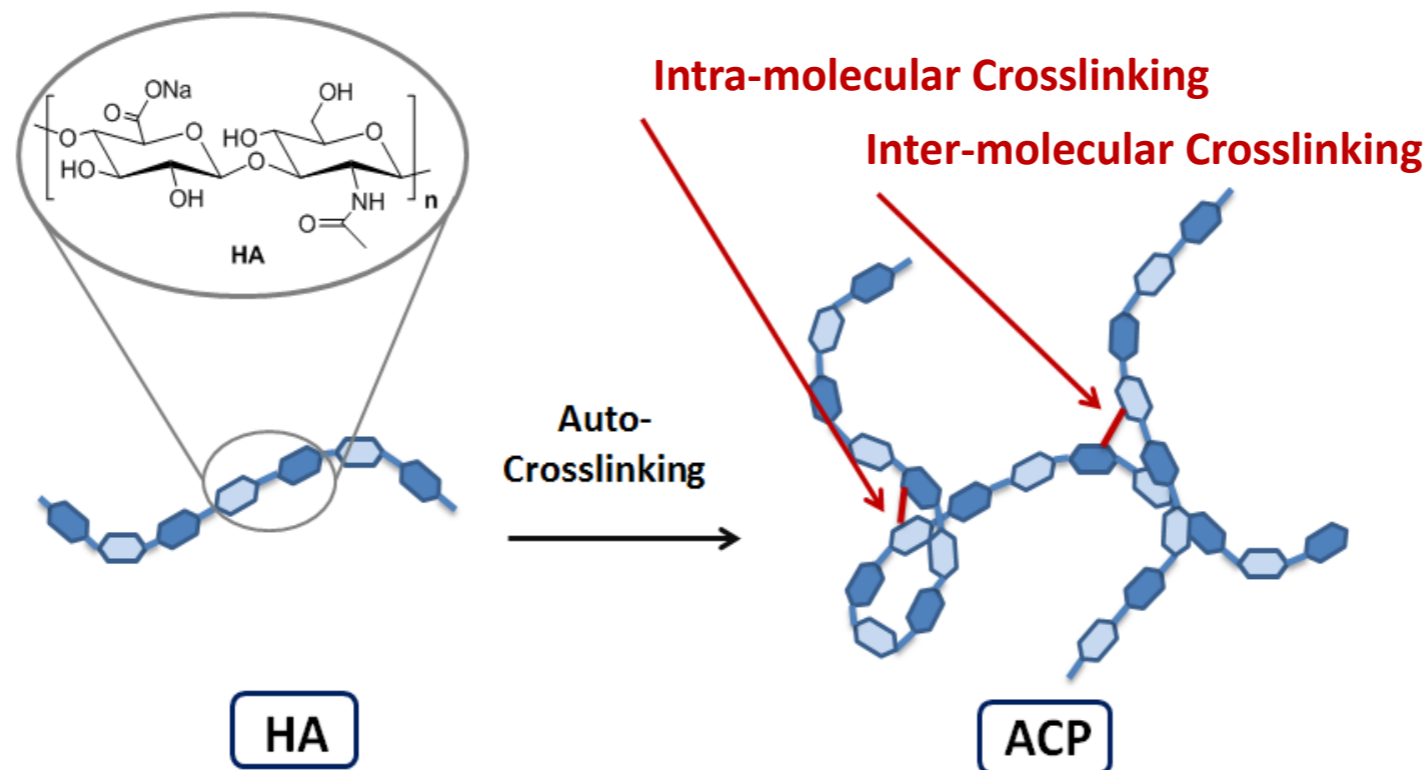 Intra-molecular Crosslinking
Inter-molecular Crosslinking
ONa
O
O
O
HO
HO
OH
O
OH
HO
O
NH
O
n
HA
Auto-
Crosslinking
HA
ACP